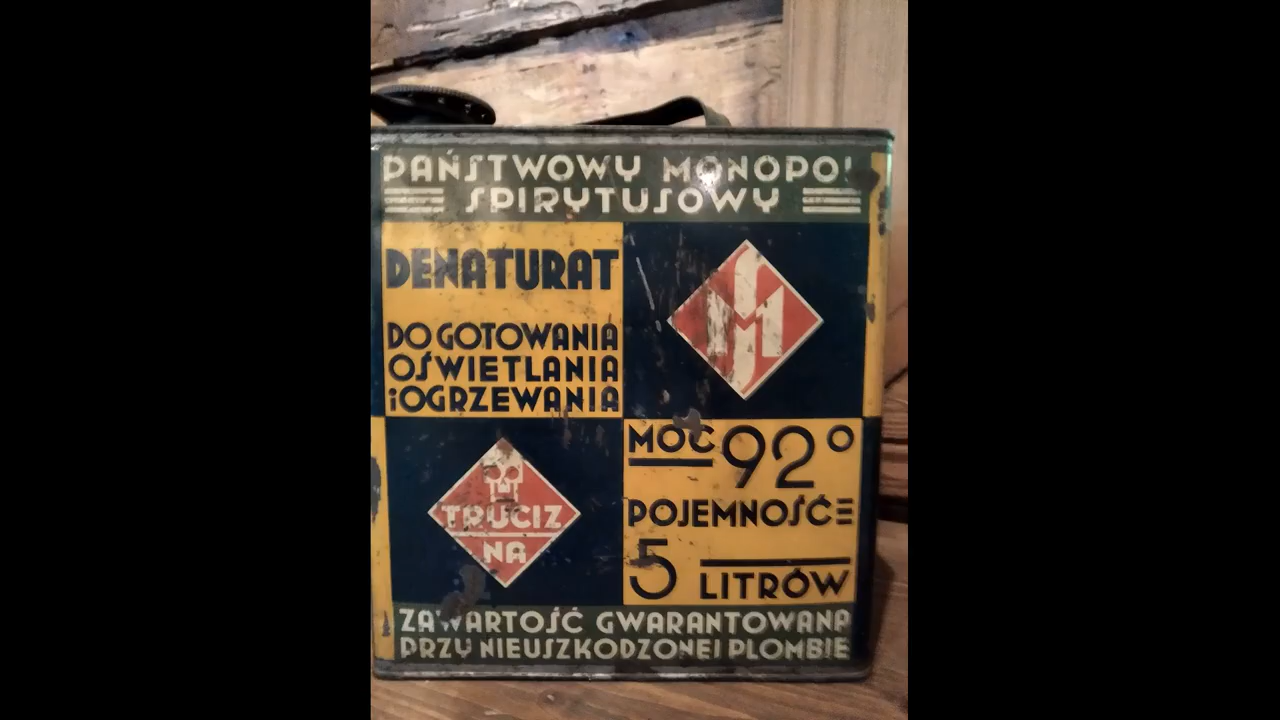 PAŃSTWOWY MONOPOL
SPIRYTUSOWY
DENATURAT
DO GOTOWANIA
OŚWIETLANIA
i OGRZEWANIA
SM
MOC 92°
POJEMNOŚĆ
5 LITRÓW
TRUCIZ
NA
ZAWARTOŚĆ GWARANTOWANA
PRZY NIEUSZKODZONEJ PLOMBIE